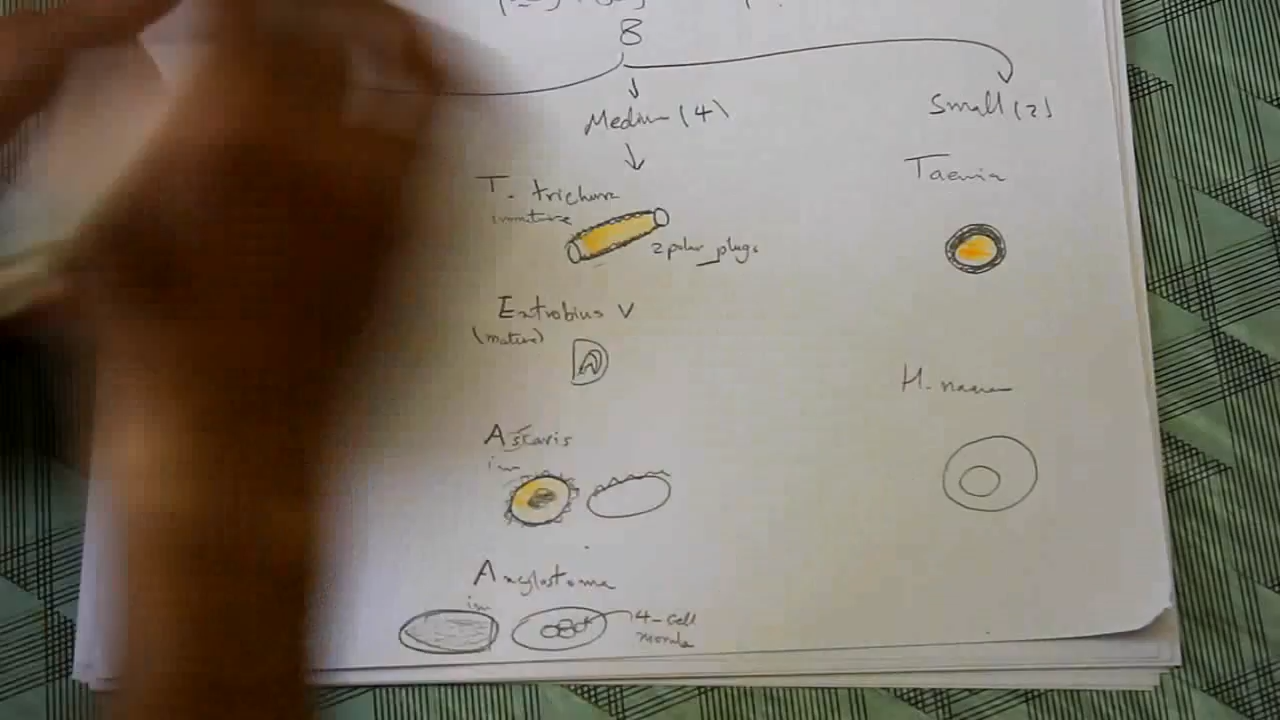 8
Medium (4)
Small (2)
T. trichura
immature
2 polar plugs
Taenia
Entrobius V
(mature)
Askaris
im
H. nana
Ancylostoma
im
4-cell
morula